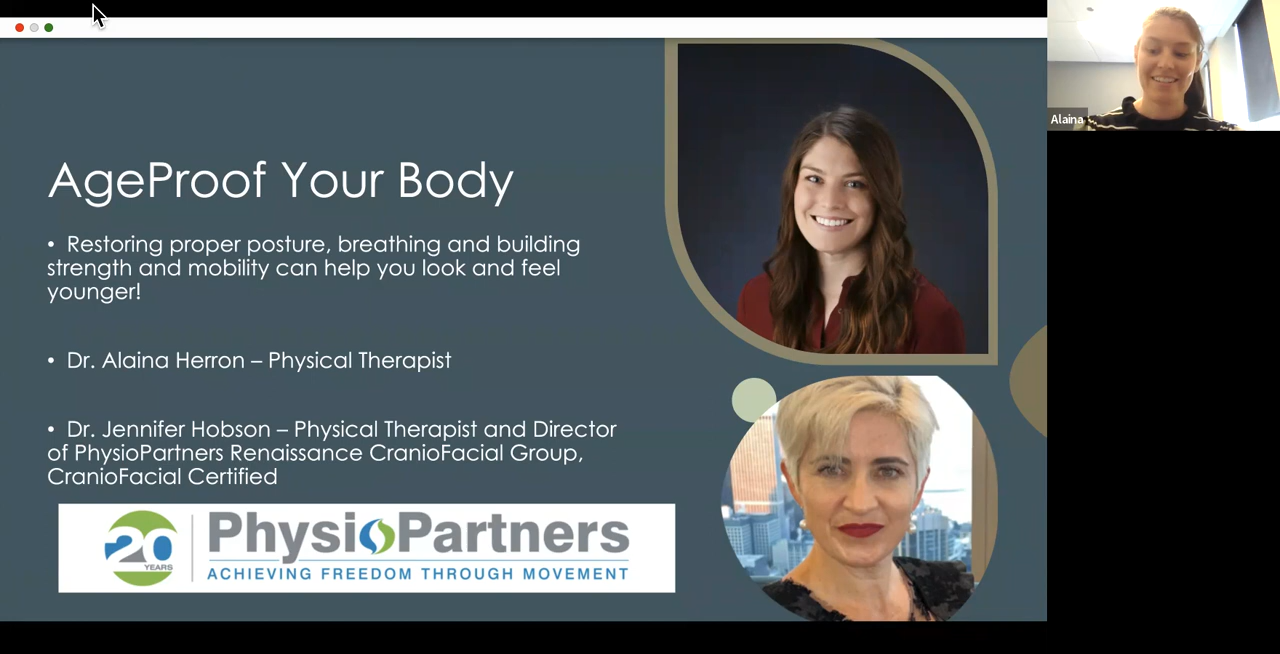 Alaina
AgeProof Your Body
• Restoring proper posture, breathing and building
strength and mobility can help you look and feel
younger!
• Dr. Alaina Herron – Physical Therapist
• Dr. Jennifer Hobson – Physical Therapist and Director
of PhysioPartners Renaissance CranioFacial Group,
CranioFacial Certified
20
YEARS
PhysioPartners
ACHIEVING FREEDOM THROUGH MOVEMENT